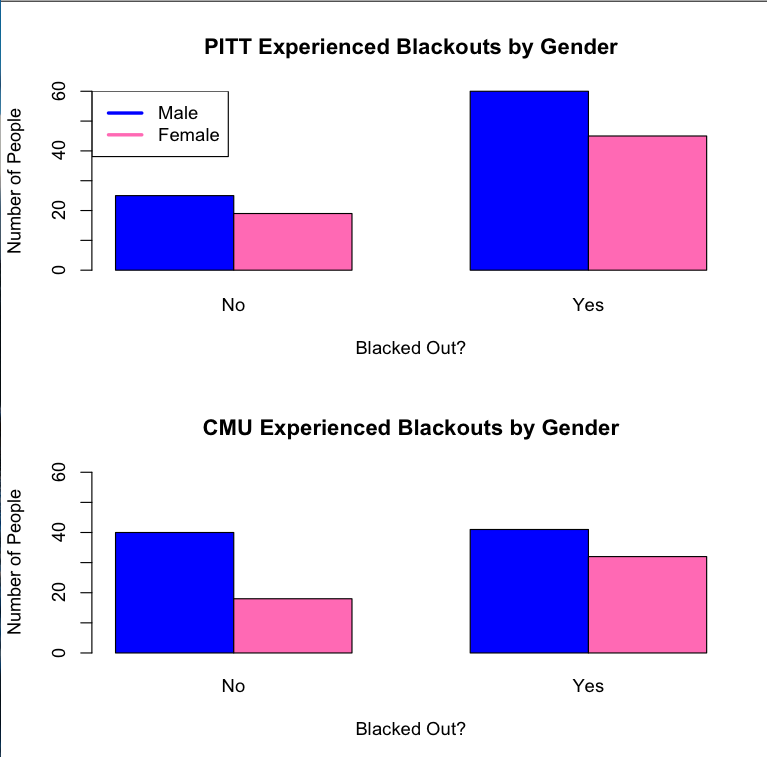 PITT Experienced Blackouts by Gender
Number of People
60
40
20
0
Male
Female
No
Yes
Blacked Out?
CMU Experienced Blackouts by Gender
Number of People
60
40
20
0
No
Yes
Blacked Out?